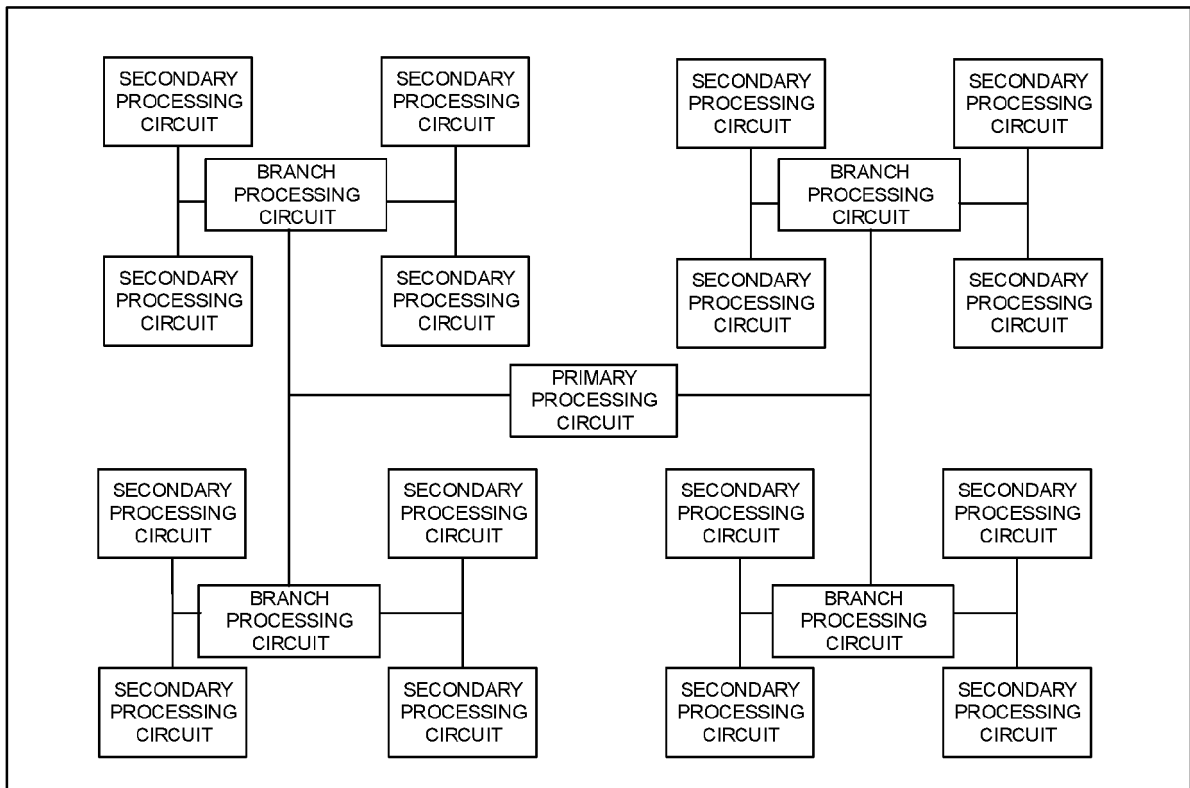 SECONDARY
PROCESSING
CIRCUIT
SECONDARY
PROCESSING
CIRCUIT
SECONDARY
PROCESSING
CIRCUIT
SECONDARY
PROCESSING
CIRCUIT
BRANCH
PROCESSING
CIRCUIT
BRANCH
PROCESSING
CIRCUIT
SECONDARY
PROCESSING
CIRCUIT
SECONDARY
PROCESSING
CIRCUIT
SECONDARY
PROCESSING
CIRCUIT
SECONDARY
PROCESSING
CIRCUIT
PRIMARY
PROCESSING
CIRCUIT
SECONDARY
PROCESSING
CIRCUIT
SECONDARY
PROCESSING
CIRCUIT
SECONDARY
PROCESSING
CIRCUIT
SECONDARY
PROCESSING
CIRCUIT
BRANCH
PROCESSING
CIRCUIT
BRANCH
PROCESSING
CIRCUIT
SECONDARY
PROCESSING
CIRCUIT
SECONDARY
PROCESSING
CIRCUIT
SECONDARY
PROCESSING
CIRCUIT
SECONDARY
PROCESSING
CIRCUIT